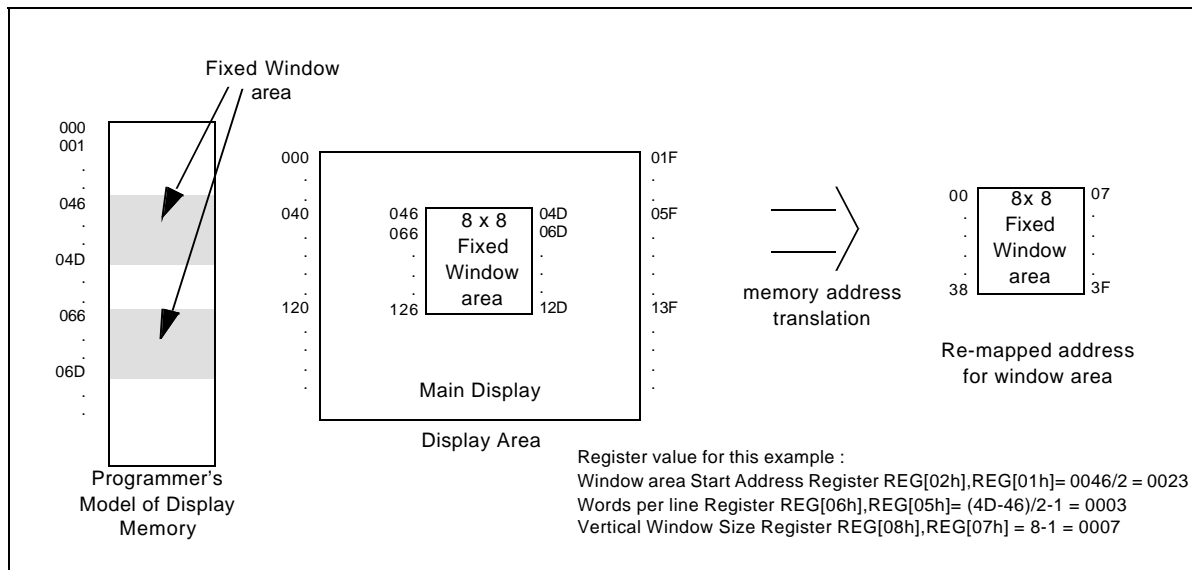 Fixed Window
area
000
001
.
.
046
.
.
04D
066
.
.
06D
.
.
Programmer's
Model of Display
Memory
000 01F
. .
. .
040 05F
. .
. .
. .
120 13F
. .
. .
. .
. .
046 04D
066 06D
. .
. .
. .
126 12D
8 x 8
Fixed
Window
area
Main Display
Display Area
memory address
translation
00 07
. .
. .
. .
. .
38 3F
8x 8
Fixed
Window
area
Re-mapped address
for window area
Register value for this example :
Window area Start Address Register REG[02h],REG[01h]= 0046/2 = 0023
Words per line Register REG[06h],REG[05h]= (4D-46)/2-1 = 0003
Vertical Window Size Register REG[08h],REG[07h] = 8-1 = 0007